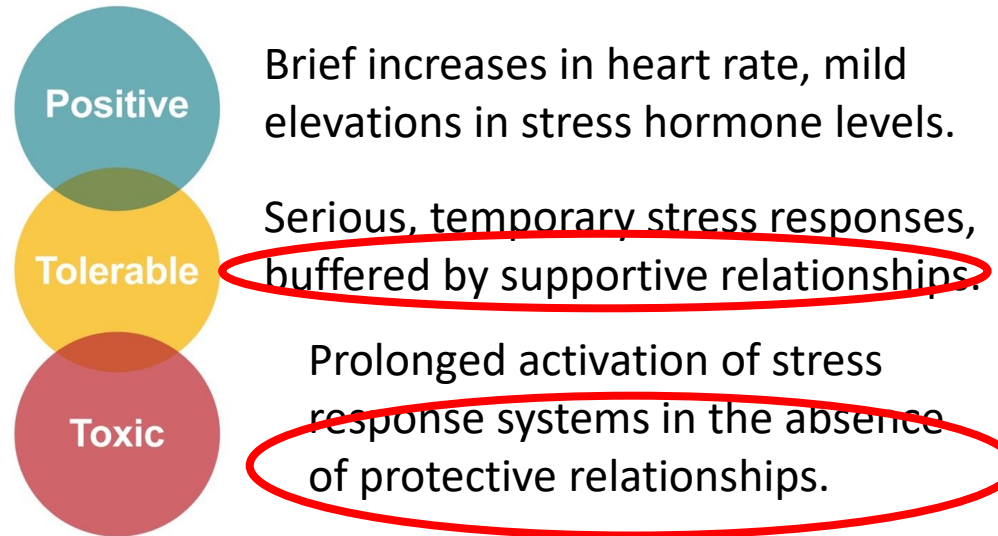 Positive
Brief increases in heart rate, mild
elevations in stress hormone levels.
Tolerable
Serious, temporary stress responses,
buffered by supportive relationships.
Toxic
Prolonged activation of stress
response systems in the absence
of protective relationships.